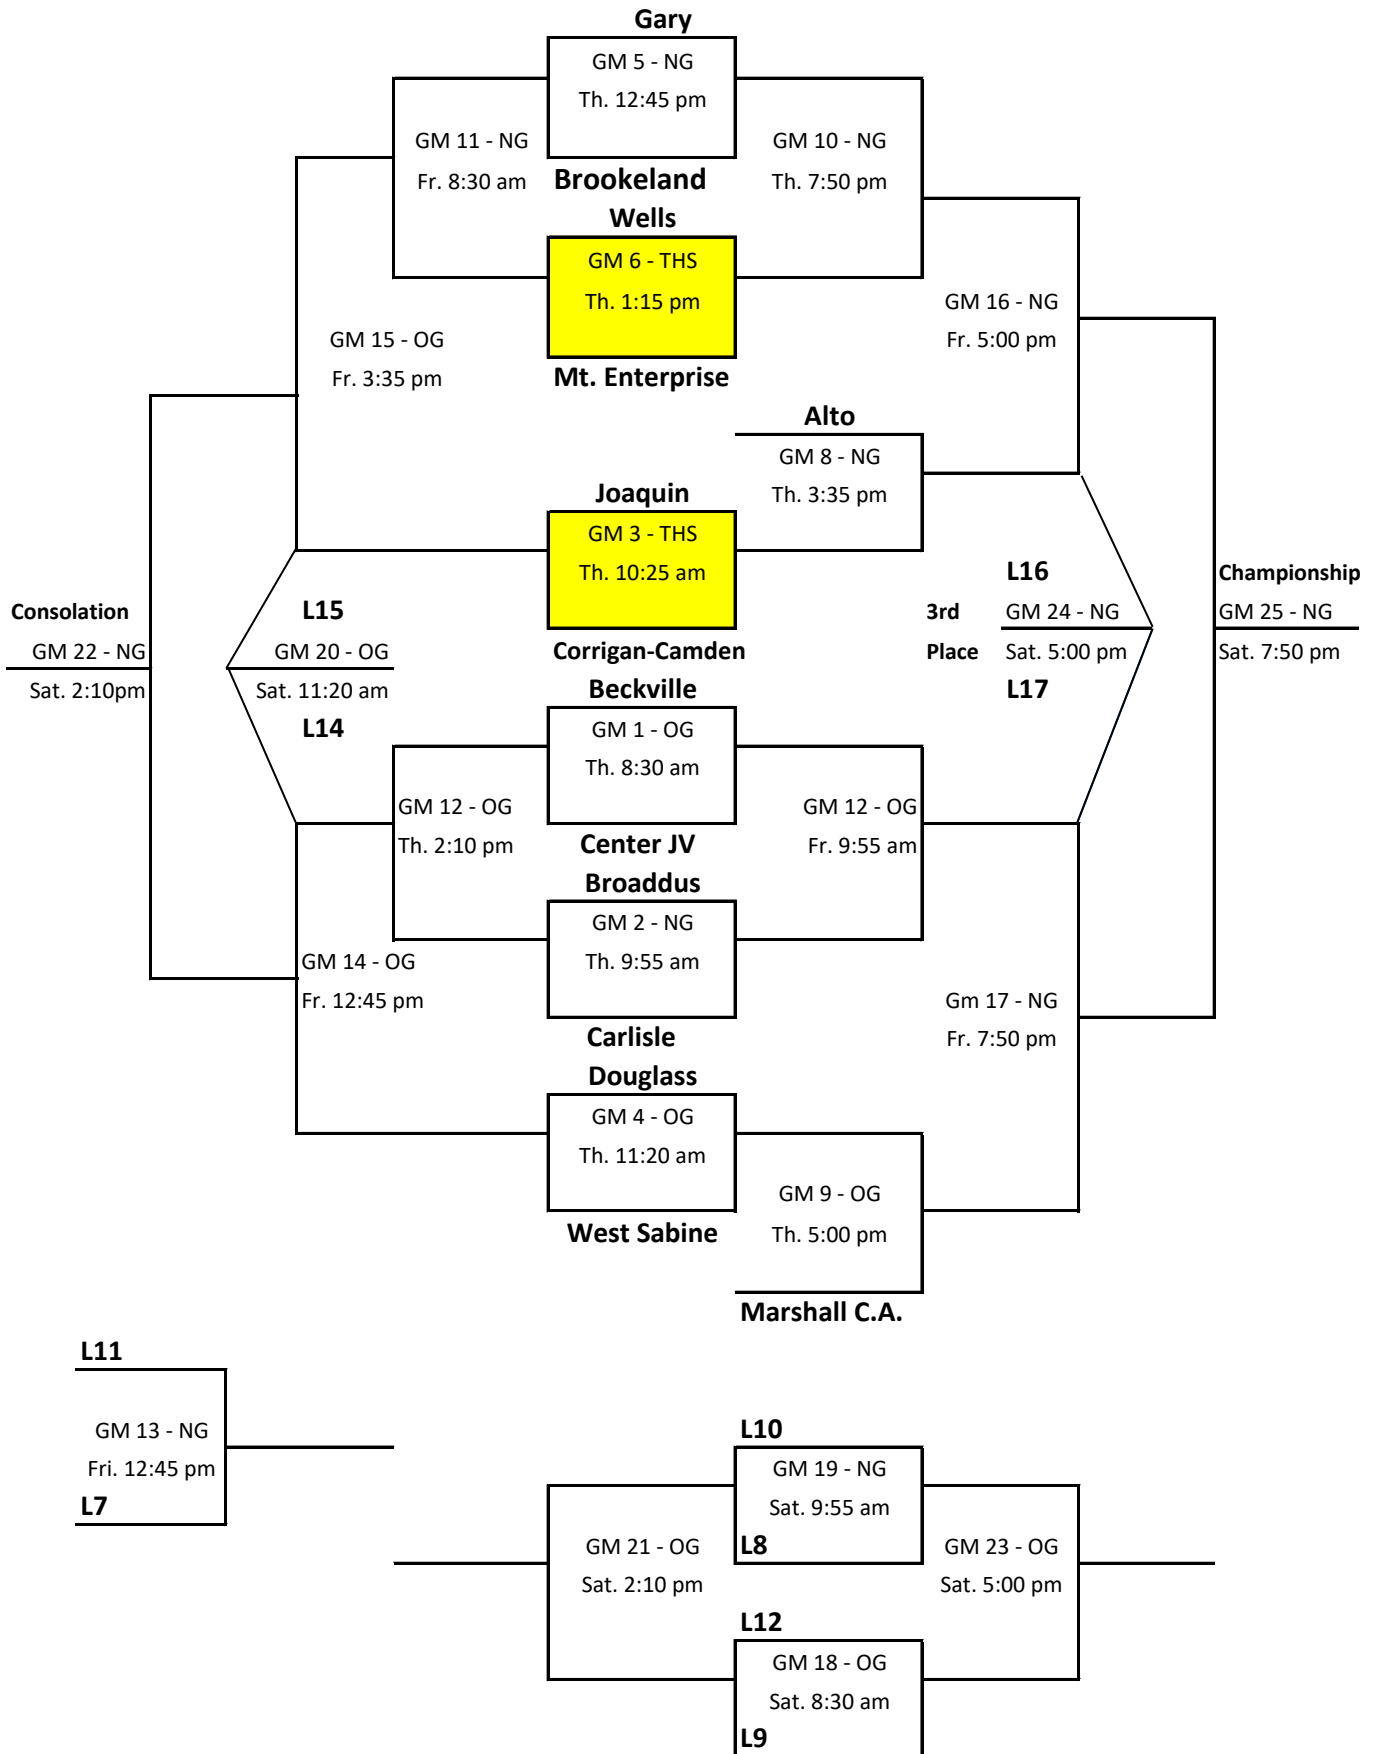 Gary
GM 5 - NG
Th. 12:45 pm
GM 11 - NG
Fr. 8:30 am
GM 10 - NG
Th. 7:50 pm
Brookeland
Wells
GM 6 - THS
Th. 1:15 pm
GM 15 - OG
Fr. 3:35 pm
GM 16 - NG
Fr. 5:00 pm
Mt. Enterprise
Alto
GM 8 - NG
Th. 3:35 pm
Joaquin
GM 3 - THS
Th. 10:25 am
Consolation
GM 22 - NG
Sat. 2:10pm
L15
GM 20 - OG
Sat. 11:20 am
L14
L16
3rd
Place
GM 24 - NG
Sat. 5:00 pm
L17
Championship
GM 25 - NG
Sat. 7:50 pm
Corrigan-Camden
Beckville
GM 1 - OG
Th. 8:30 am
GM 12 - OG
Th. 2:10 pm
GM 12 - OG
Fr. 9:55 am
Center JV
Broaddus
GM 2 - NG
Th. 9:55 am
GM 14 - OG
Fr. 12:45 pm
Gm 17 - NG
Fr. 7:50 pm
Carlisle
Douglass
GM 4 - OG
Th. 11:20 am
GM 9 - OG
Th. 5:00 pm
West Sabine
Marshall C.A.
L11
GM 13 - NG
Fri. 12:45 pm
L7
L10
GM 19 - NG
Sat. 9:55 am
L8
GM 21 - OG
Sat. 2:10 pm
GM 23 - OG
Sat. 5:00 pm
L12
GM 18 - OG
Sat. 8:30 am
L9